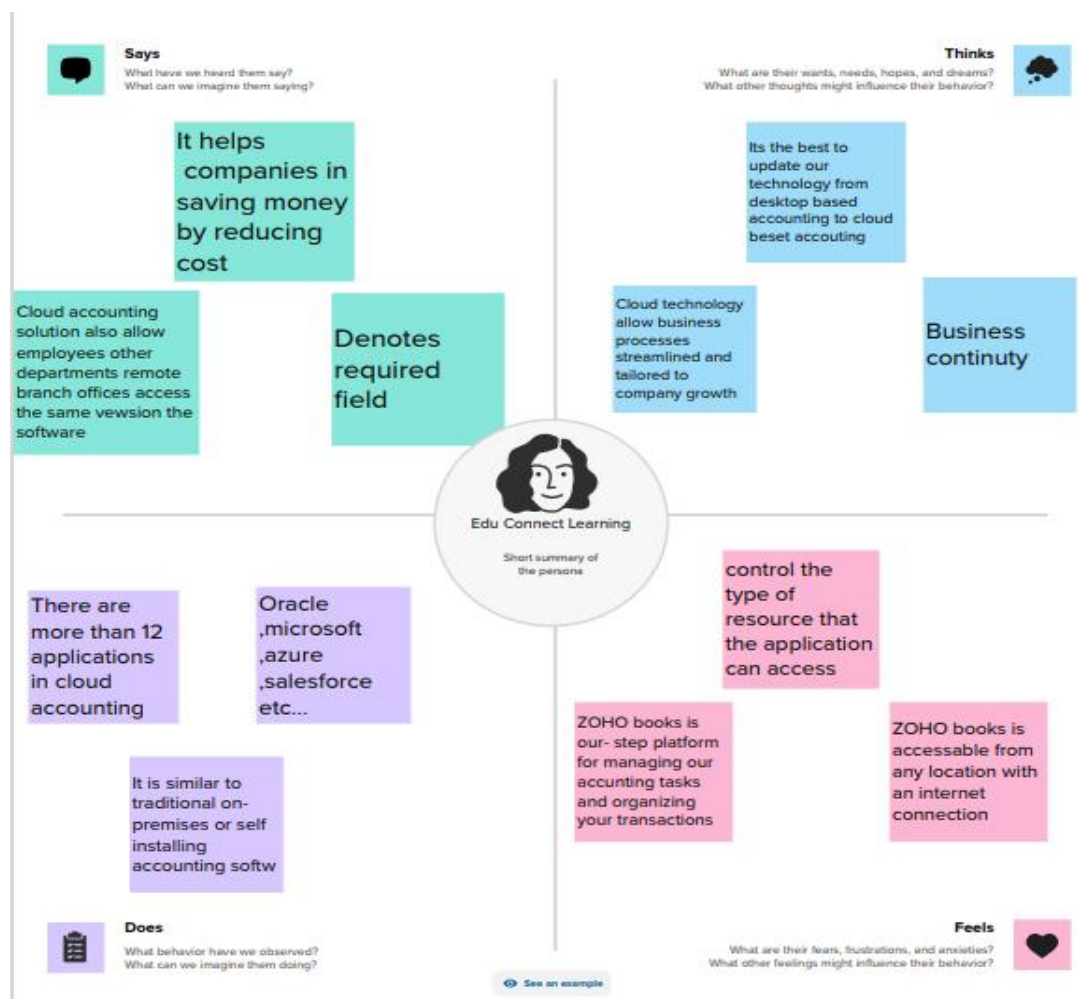 Says
What have we heard them say?
What can we imagine them saying?
It helps
companies in
saving money
by reducing
cost
Cloud accounting
solution also allow
employees other
departments remote
branch offices access
the same vewsion the
software
Denotes
required
field
Thinks
What are their wants, needs, hopes, and dreams?
What other thoughts might influence their behavior?
Its the best to
update our
technology from
desktop based
accounting to cloud
beset accouting
Cloud technology
allow business
processes
streamlined and
tailored to
company growth
Business
continuty
Edu Connect Learning
Short summary of
the persona
There are
more than 12
applications
in cloud
accounting
Oracle
,microsoft
,azure
,salesforce
etc...
It is similar to
traditional on-
premises or self
installing
accounting softw
Does
What behavior have we observed?
What can we imagine them doing?
control the
type of
resource that
the application
can access
ZOHO books is
our- step platform
for managing our
accunting tasks
and organizing
your transactions
ZOHO books is
accessable from
any location with
an internet
connection
Feels
What are their fears, frustrations, and anxieties?
What other feelings might influence their behavior?
See an example